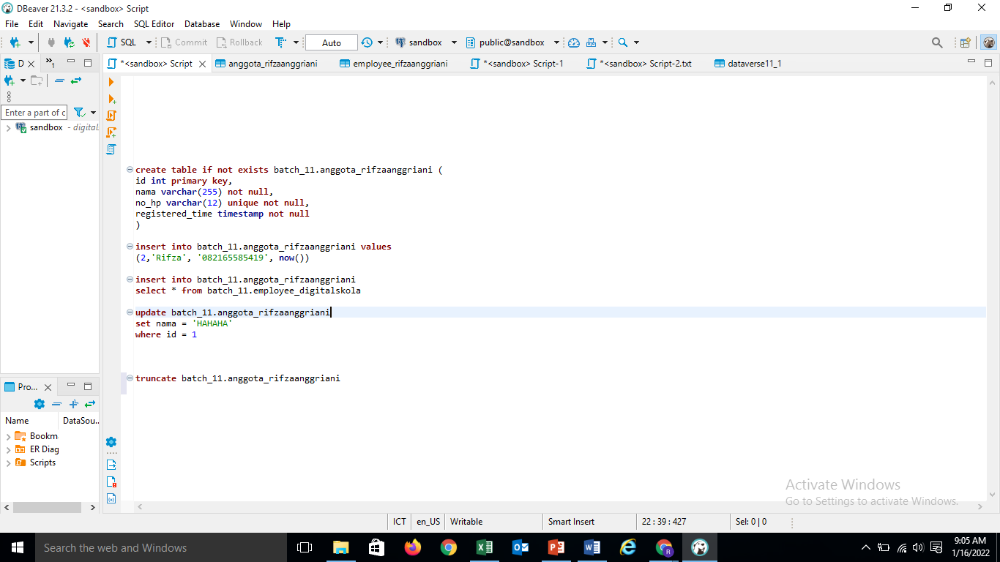 DBeaver 21.3.2 - <sandbox> Script
File Edit Navigate Search SQL Editor Database Window Help
SQL Commit Rollback T Auto sandbox public@sandbox
D »1 *<sandbox> Script anggota_rifzaanggriani employee_rifzaanggriani *<sandbox> Script-1 *<sandbox> Script-2.txt dataverse11_1
Enter a part of c
sandbox - digital
create table if not exists batch_11.anggota_rifzaanggriani (
id int primary key,
nama varchar(255) not null,
no_hp varchar(12) unique not null,
registered_time timestamp not null
)
insert into batch_11.anggota_rifzaanggriani values
(2,'Rifza', '082165585419', now())
insert into batch_11.anggota_rifzaanggriani
select * from batch_11.employee_digitalskola
update batch_11.anggota_rifzaanggriani
set nama = 'HAHAHA'
where id = 1
truncate batch_11.anggota_rifzaanggriani
Pro...
Name DataSou..
Bookm
ER Diag
Scripts
Activate Windows
Go to Settings to activate Windows.
ICT en_US Writable Smart Insert 22 : 39 : 427 Sel: 0 | 0
Search the web and Windows
9:05 AM
1/16/2022